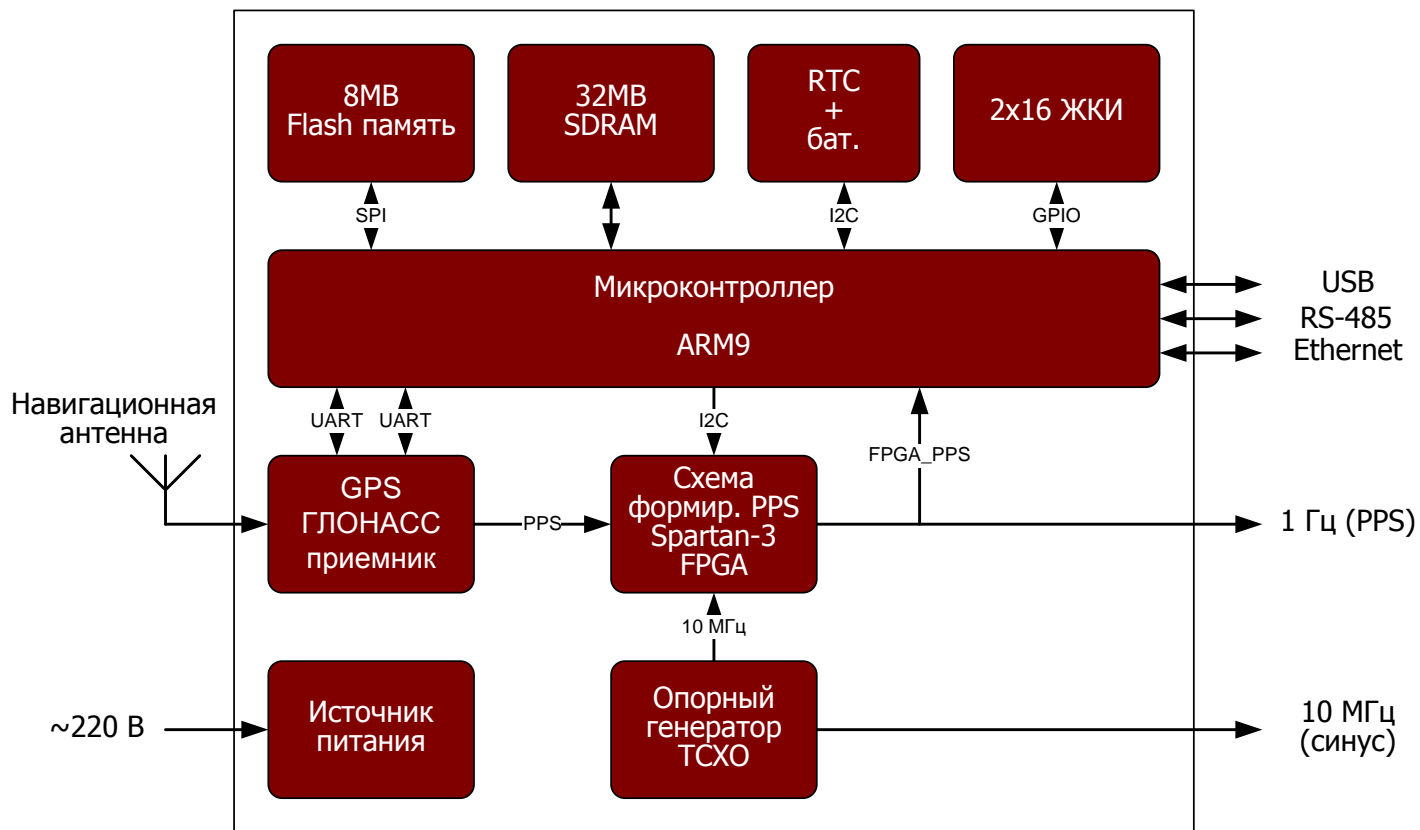 8MB
Flash память
32MB
SDRAM
RTC
+
бат.
2x16 ЖКИ
SPI
I2C
GPIO
Микроконтроллер
ARM9
USB
RS-485
Ethernet
Навигационная
антенна
UART
UART
I2C
FPGA_PPS
GPS
ГЛОНАСС
приемник
PPS
Схема
формир. PPS
Spartan-3
FPGA
1 Гц (PPS)
10 МГц
~220 В
Источник
питания
Опорный
генератор
TCXO
10 МГц
(синус)